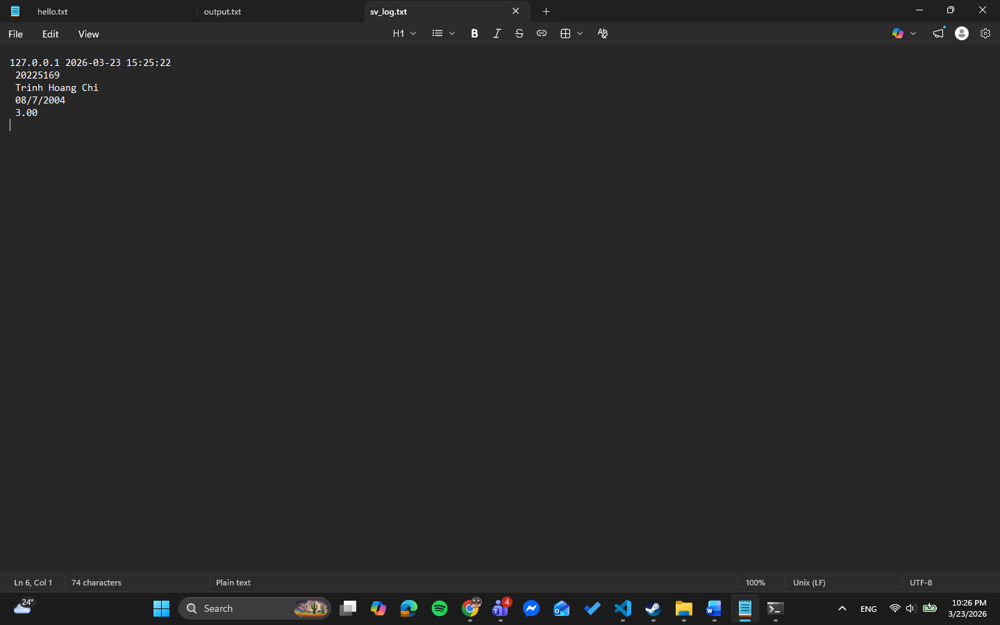 hello.txt
output.txt
sv_log.txt
File Edit View
H1
127.0.0.1 2026-03-23 15:25:22
20225169
Trinh Hoang Chi
08/7/2004
3.00
Ln 6, Col 1
74 characters
Plain text
100%
Unix (LF)
UTF-8
24°
Search
4
ENG
10:26 PM
3/23/2026